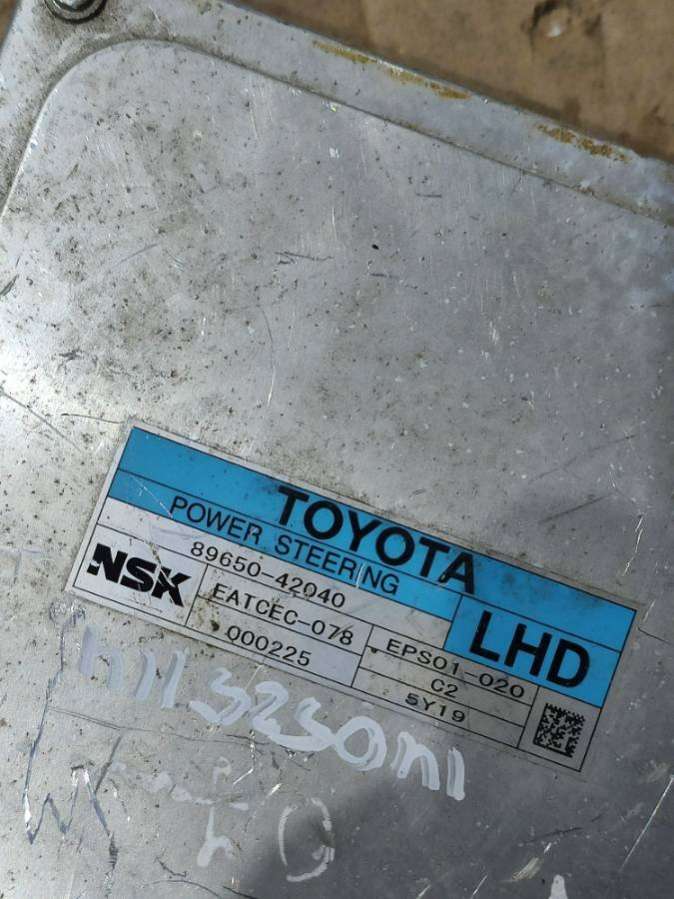 TOYOTA
POWER STEERING
89650-42040
LHD
NSK
EATCEC-078
EPS01-020
000225
C2
5Y19